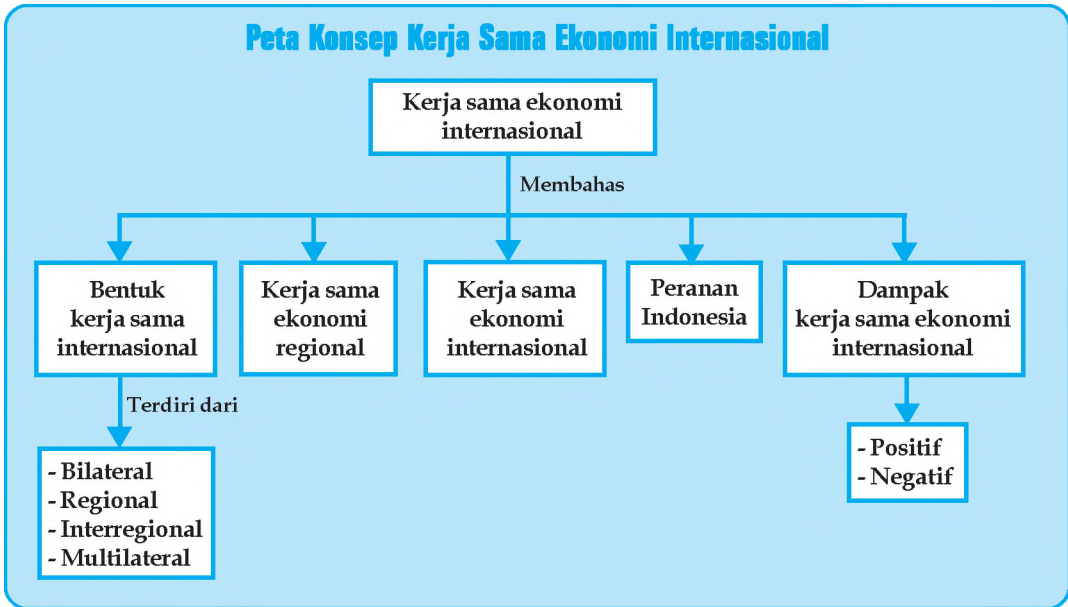 Peta Konsep Kerja Sama Ekonomi Internasional
Kerja sama ekonomi
internasional
Membahas
Bentuk
kerja sama
internasional
Kerja sama
ekonomi
regional
Kerja sama
ekonomi
internasional
Peranan
Indonesia
Dampak
kerja sama ekonomi
internasional
Terdiri dari
- Bilateral
- Regional
- Interregional
- Multilateral
- Positif
- Negatif